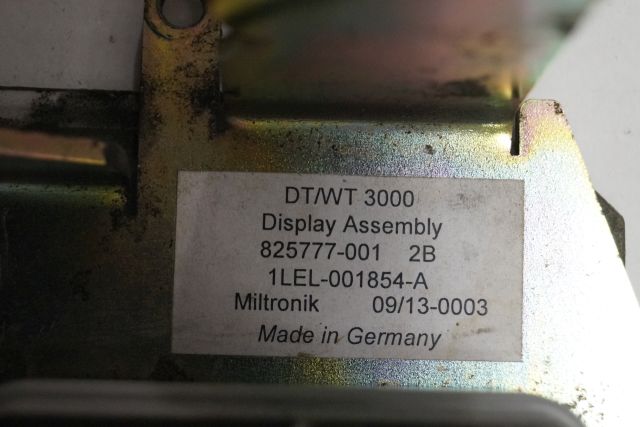 DT/WT 3000
Display Assembly
825777-001 2B
1LEL-001854-A
Miltronik 09/13-0003
Made in Germany